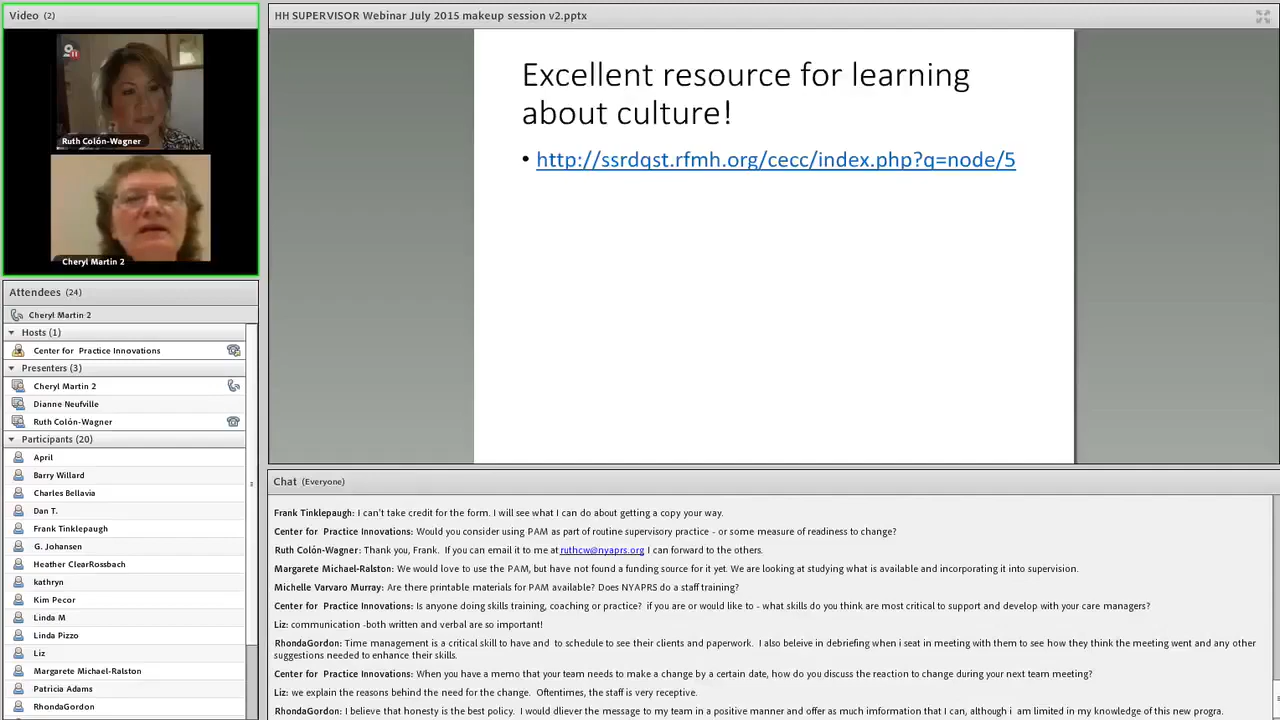 Video (2)
HH SUPERVISOR Webinar July 2015 makeup session v2.pptx
Ruth Colón-Wagner
Cheryl Martin 2
Excellent resource for learning
about culture!
• http://ssrdqst.rfmh.org/cecc/index.php?q=node/5
Attendees (24)
Cheryl Martin 2
Hosts (1)
Center for Practice Innovations
Presenters (3)
Cheryl Martin 2
Dianne Neufville
Ruth Colón-Wagner
Participants (20)
April
Barry Willard
Charles Bellavia
Dan T.
Frank Tinklepaugh
G. Johansen
Heather ClearRossbach
kathryn
Kim Pecor
Linda M
Linda Pizzo
Liz
Margarete Michael-Ralston
Patricia Adams
RhondaGordon
Chat (Everyone)
Frank Tinklepaugh: I can't take credit for the form. I will see what I can do about getting a copy your way.
Center for Practice Innovations: Would you consider using PAM as part of routine supervisory practice - or some measure of readiness to change?
Ruth Colón-Wagner: Thank you, Frank. If you can email it to me at ruthcw@nyaprs.org I can forward to the others.
Margarete Michael-Ralston: We would love to use the PAM, but have not found a funding source for it yet. We are looking at studying what is available and incorporating it into supervision.
Michelle Varvaro Murray: Are there printable materials for PAM available? Does NYAPRS do a staff training?
Center for Practice Innovations: Is anyone doing skills training, coaching or practice? if you are or would like to - what skills do you think are most critical to support and develop with your care managers?
Liz: communication -both written and verbal are so important!
RhondaGordon: Time management is a critical skill to have and to schedule to see their clients and paperwork. I also beleive in debriefing when i seat in meeting with them to see how they think the meeting went and any other
suggestions needed to enhance their skills.
Center for Practice Innovations: When you have a memo that your team needs to make a change by a certain date, how do you discuss the reaction to change during your next team meeting?
Liz: we explain the reasons behind the need for the change. Oftentimes, the staff is very receptive.
RhondaGordon: I believe that honesty is the best policy. I would dliever the message to my team in a positive manner and offer as much imformation that I can, although i am limited in my knowledge of this new progra.